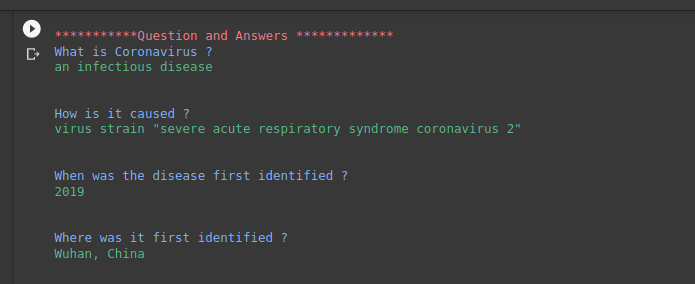 ***********Question and Answers *************
What is Coronavirus ?
an infectious disease
How is it caused ?
virus strain "severe acute respiratory syndrome coronavirus 2"
When was the disease first identified ?
2019
Where was it first identified ?
Wuhan, China